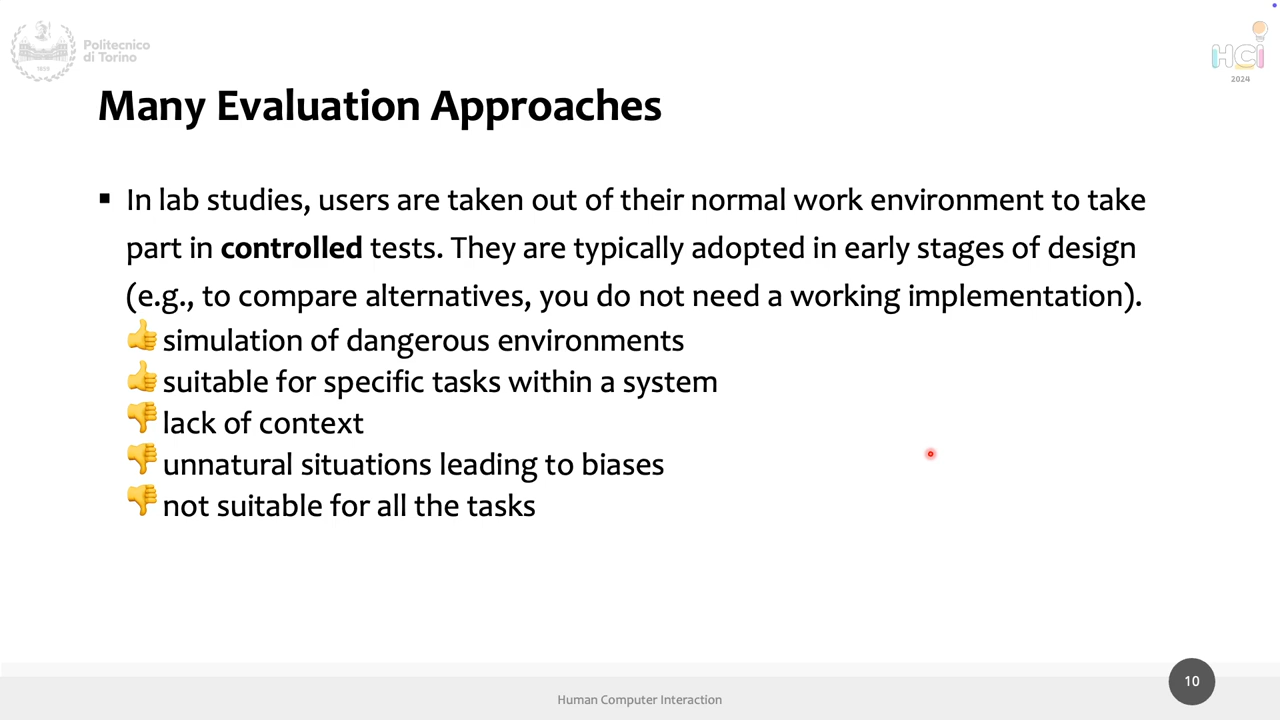 Politecnico
di Torino
1859
HCI
2024
Many Evaluation Approaches
▪ In lab studies, users are taken out of their normal work environment to take
part in controlled tests. They are typically adopted in early stages of design
(e.g., to compare alternatives, you do not need a working implementation).
👍simulation of dangerous environments
👍suitable for specific tasks within a system
👎lack of context
👎unnatural situations leading to biases
👎not suitable for all the tasks
Human Computer Interaction
10